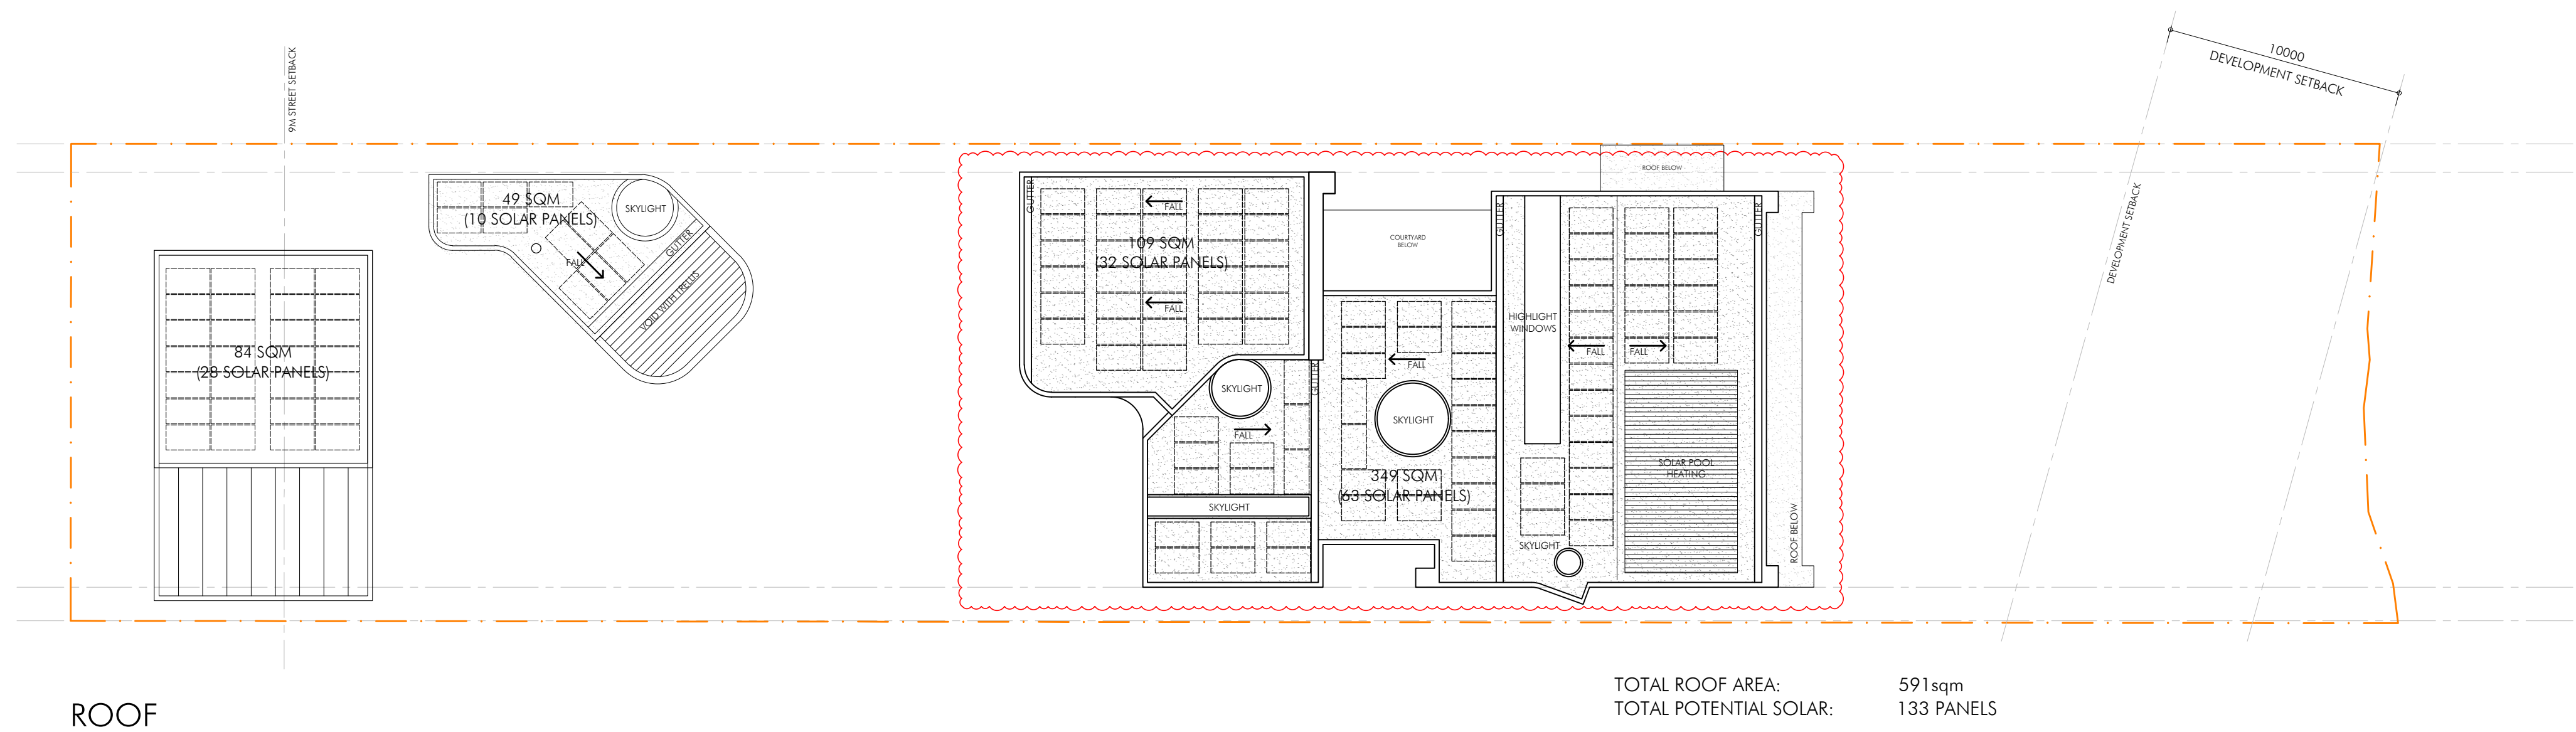 9M STREET SETBACK
10000
DEVELOPMENT SETBACK
DEVELOPMENT SETBACK
84 SQM
(28 SOLAR PANELS)
49 SQM
(10 SOLAR PANELS)
SKYLIGHT
FALL
GUTTER
VOID WITH TRELLIS
GUTTER
FALL
109 SQM
(32 SOLAR PANELS)
FALL
SKYLIGHT
FALL
GUTTER
SKYLIGHT
COURTYARD
BELOW
FALL
SKYLIGHT
349 SQM
(63 SOLAR PANELS)
GUTTER
HIGHLIGHT
WINDOWS
FALL
FALL
SKYLIGHT
ROOF BELOW
GUTTER
SOLAR POOL
HEATING
ROOF BELOW
ROOF
TOTAL ROOF AREA: 591sqm
TOTAL POTENTIAL SOLAR: 133 PANELS